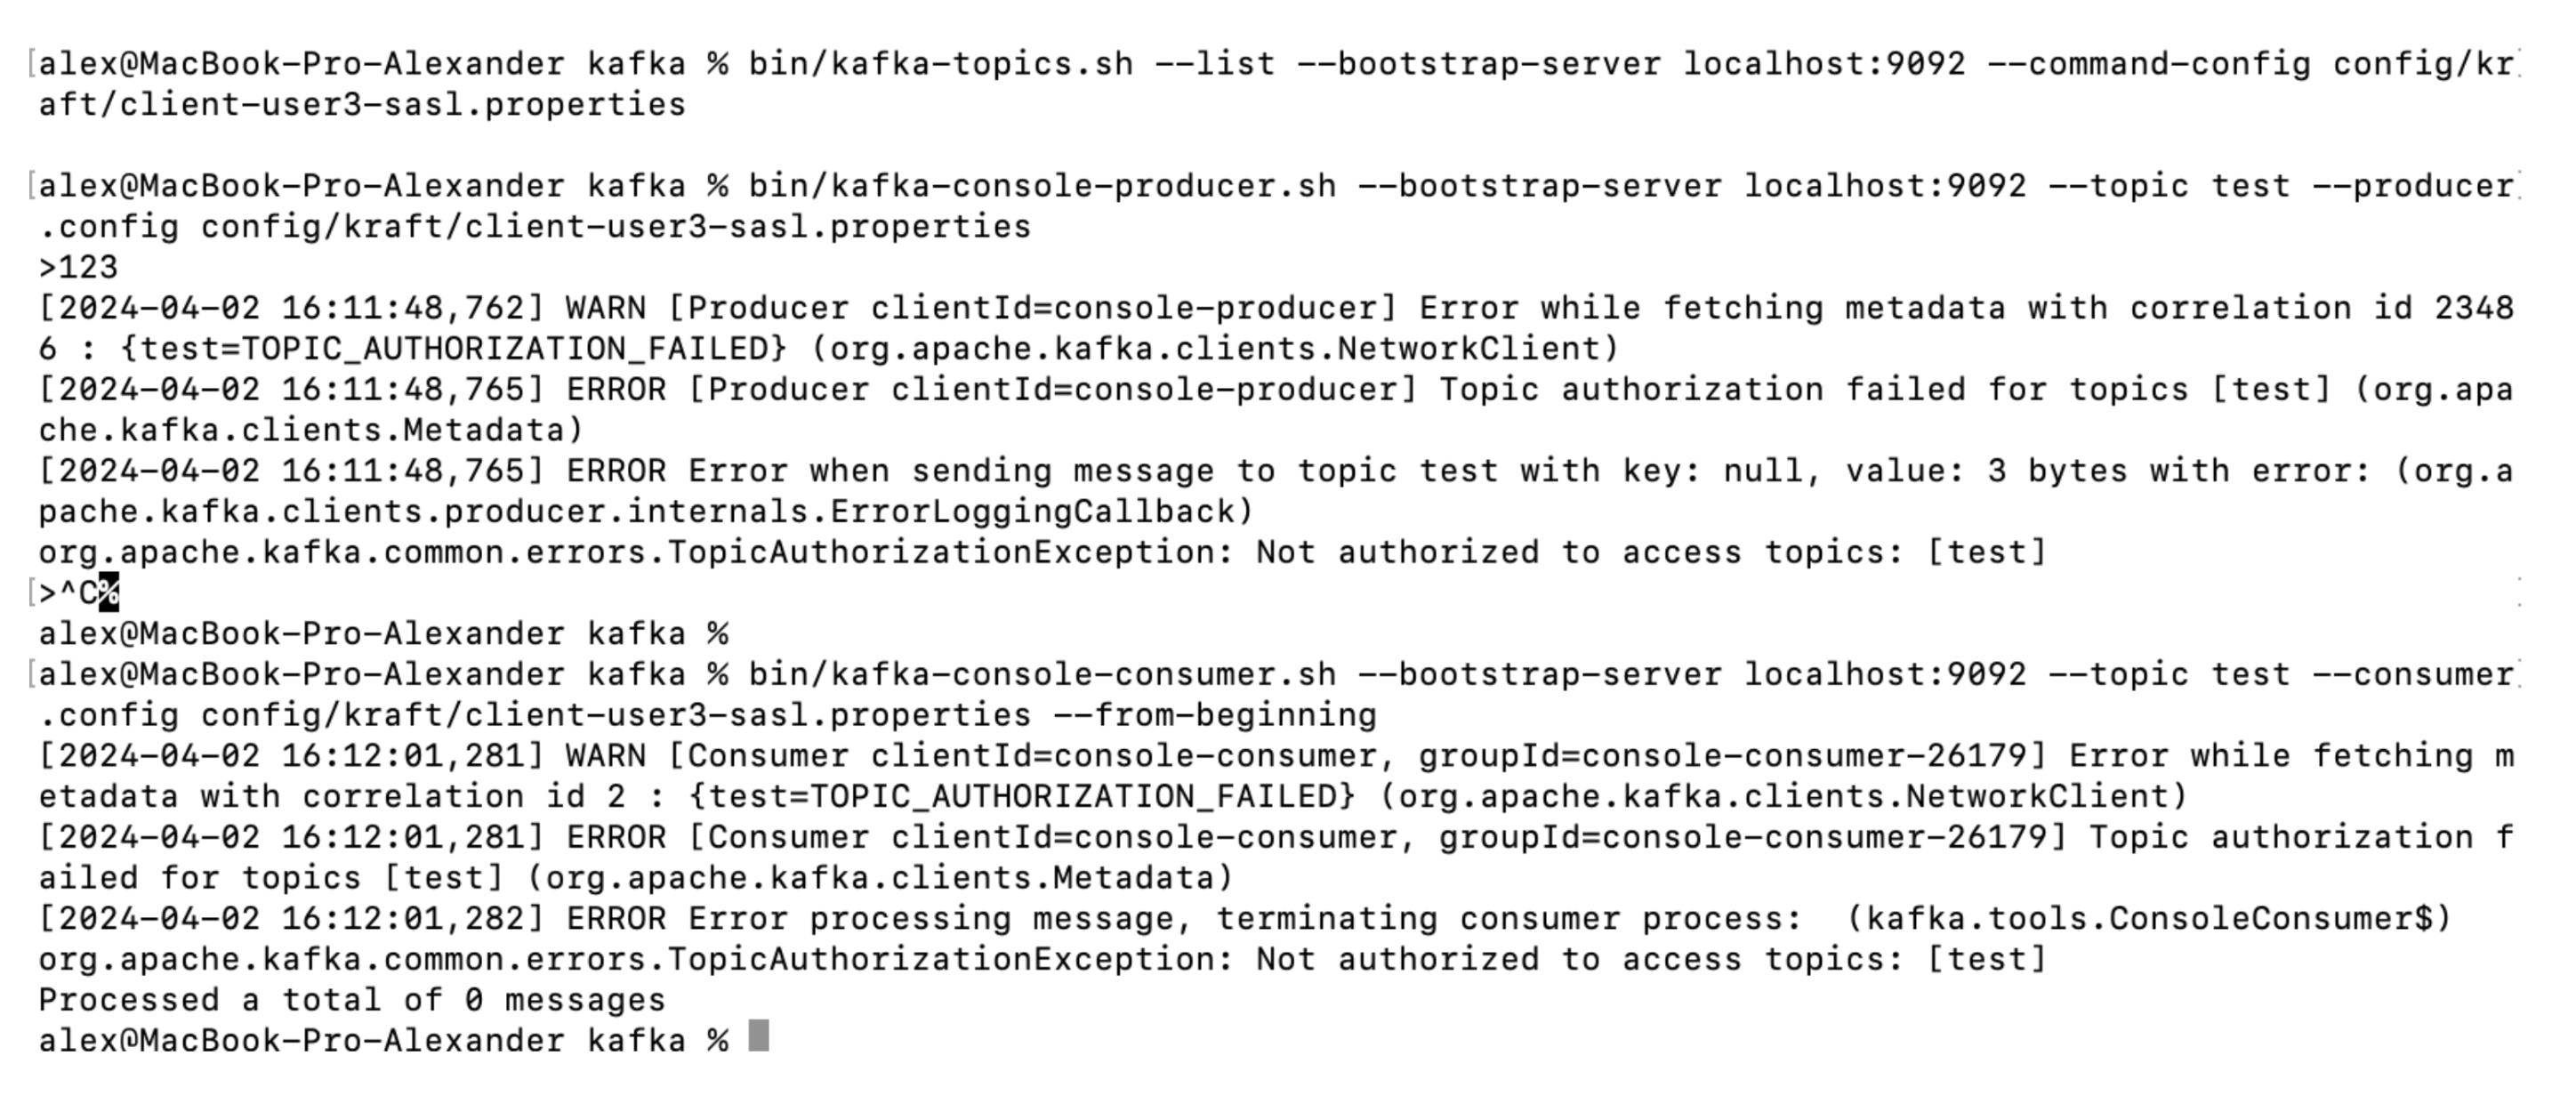 [alex@MacBook-Pro-Alexander kafka % bin/kafka-topics.sh --list --bootstrap-server localhost:9092 --command-config config/kr
aft/client-user3-sasl.properties
[alex@MacBook-Pro-Alexander kafka % bin/kafka-console-producer.sh --bootstrap-server localhost:9092 --topic test --producer
.config config/kraft/client-user3-sasl.properties
>123
[2024-04-02 16:11:48,762] WARN [Producer clientId=console-producer] Error while fetching metadata with correlation id 2348
6 : {test=TOPIC_AUTHORIZATION_FAILED} (org.apache.kafka.clients.NetworkClient)
[2024-04-02 16:11:48,765] ERROR [Producer clientId=console-producer] Topic authorization failed for topics [test] (org.apa
che.kafka.clients.Metadata)
[2024-04-02 16:11:48,765] ERROR Error when sending message to topic test with key: null, value: 3 bytes with error: (org.a
pache.kafka.clients.producer.internals.ErrorLoggingCallback)
org.apache.kafka.common.errors.TopicAuthorizationException: Not authorized to access topics: [test]
[>^C%
alex@MacBook-Pro-Alexander kafka %
[alex@MacBook-Pro-Alexander kafka % bin/kafka-console-consumer.sh --bootstrap-server localhost:9092 --topic test --consumer
.config config/kraft/client-user3-sasl.properties --from-beginning
[2024-04-02 16:12:01,281] WARN [Consumer clientId=console-consumer, groupId=console-consumer-26179] Error while fetching m
etadata with correlation id 2 : {test=TOPIC_AUTHORIZATION_FAILED} (org.apache.kafka.clients.NetworkClient)
[2024-04-02 16:12:01,281] ERROR [Consumer clientId=console-consumer, groupId=console-consumer-26179] Topic authorization f
ailed for topics [test] (org.apache.kafka.clients.Metadata)
[2024-04-02 16:12:01,282] ERROR Error processing message, terminating consumer process:  (kafka.tools.ConsoleConsumer$)
org.apache.kafka.common.errors.TopicAuthorizationException: Not authorized to access topics: [test]
Processed a total of 0 messages
alex@MacBook-Pro-Alexander kafka %